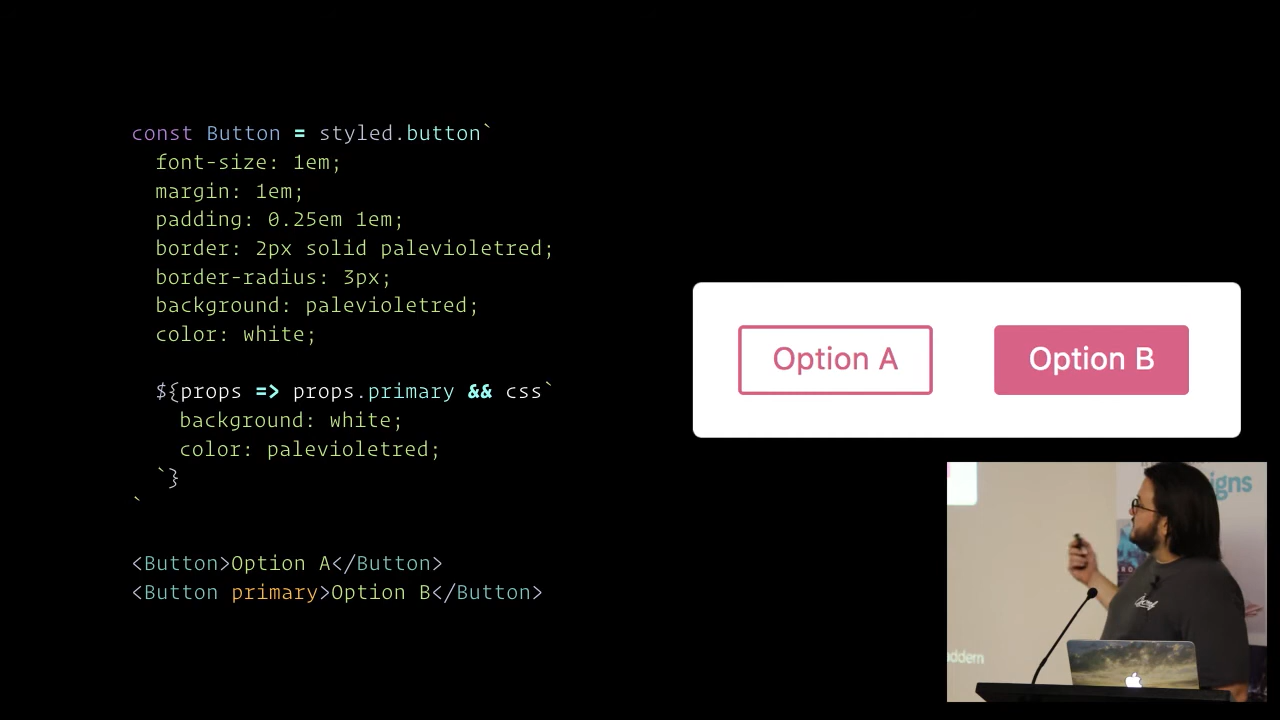 const Button = styled.button`
  font-size: 1em;
  margin: 1em;
  padding: 0.25em 1em;
  border: 2px solid palevioletred;
  border-radius: 3px;
  background: palevioletred;
  color: white;
  ${props => props.primary && css`
    background: white;
    color: palevioletred;
  `}
`
<Button>Option A</Button>
<Button primary>Option B</Button>
Option A
Option B
igns
addern